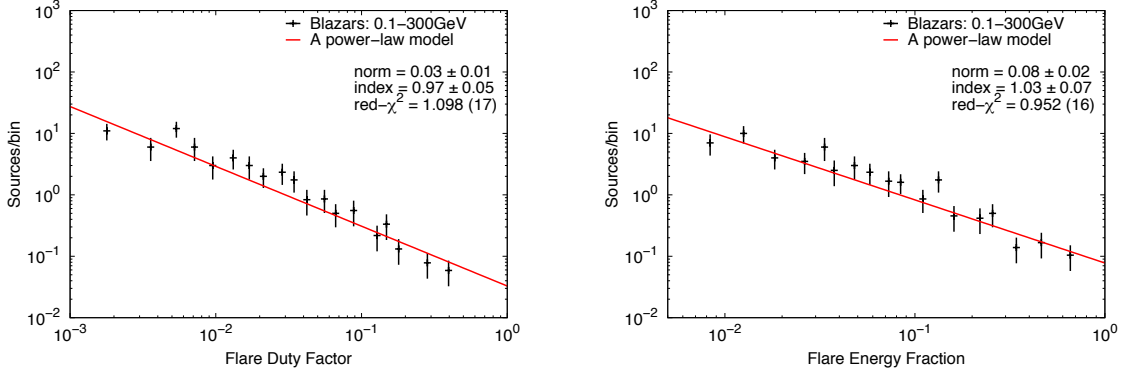 Blazars: 0.1–300GeV
A power–law model
norm = 0.03 ± 0.01
index = 0.97 ± 0.05
red–χ² = 1.098 (17)
10³
10²
10¹
10⁰
10⁻¹
10⁻²
Sources/bin
10⁻³ 10⁻² 10⁻¹ 10⁰
Flare Duty Factor
Blazars: 0.1–300GeV
A power–law model
norm = 0.08 ± 0.02
index = 1.03 ± 0.07
red–χ² = 0.952 (16)
10³
10²
10¹
10⁰
10⁻¹
10⁻²
Sources/bin
10⁻² 10⁻¹ 10⁰
Flare Energy Fraction